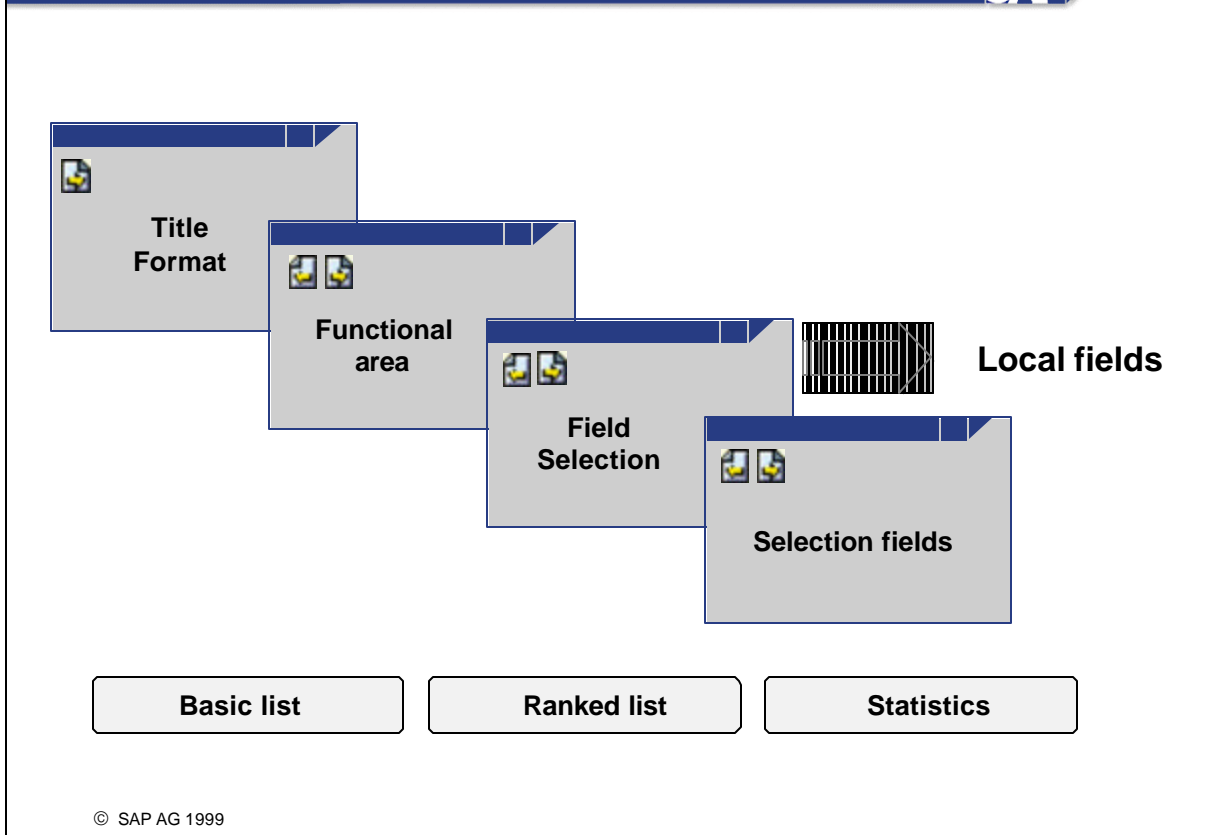 Title
Format
Functional
area
Local fields
Field
Selection
Selection fields
Basic list
Ranked list
Statistics
© SAP AG 1999